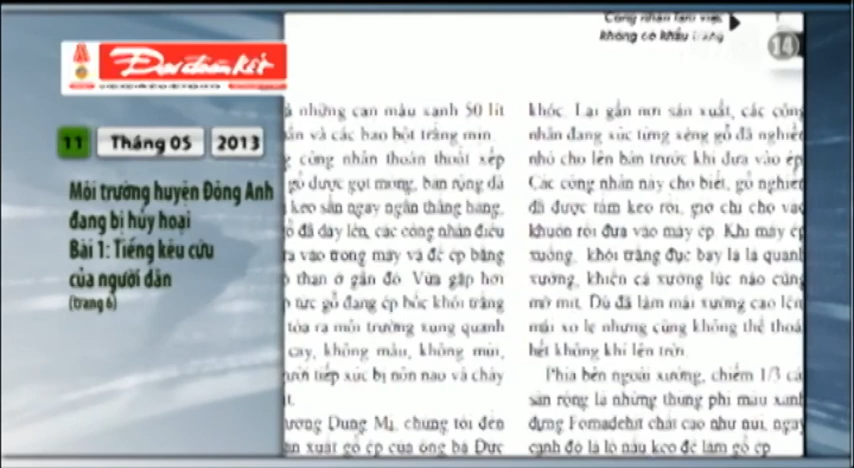 Công nhân làm việc
không có khẩu trang
14
Đại đoàn kết
11 Tháng 05 2013
Môi trường huyện Đông Anh
đang bị hủy hoại
Bài 1: Tiếng kêu cứu
của người dân
(trang 6)
những can màu xanh 50 lít
và các bao bột trắng mịn
công nhân thoăn thoắt xếp
gỗ được gọt mỏng, bản rộng đã
keo sẵn ngay ngắn thẳng hàng,
đã đầy lên, các công nhân điều
vào trong máy và để ép bằng
than ở gần đó. Vừa gặp hơi
tức gỗ đang ép bốc khói trắng
tỏa ra môi trường xung quanh
cay, không màu, không mùi,
tiếp xúc bị nôn nao và chảy
Dung Mi, chúng tôi đến
xuất gỗ ép của ông bà Đức
khóc. Lại gần nơi sản xuất, các công
nhân đang xúc từng xẻng gỗ đã nghiền
nhỏ cho lên bàn trước khi đưa vào ép
Các công nhân này cho biết, gỗ nghiền
đã được tẩm keo rồi, giờ chỉ cho vào
khuôn rồi đưa vào máy ép. Khi máy ép
xuống, khói trắng đục bay là là quanh
xưởng, khiến cả xưởng lúc nào cũng
mờ mịt. Dù đã làm mái xưởng cao lên
mái so le nhưng cũng không thể thoát
hết không khí lên trời.
Phía bên ngoài xưởng, chiếm 1/3 cả
sân rộng là những thùng phi màu xanh
đựng Fomadehit chất cao như núi, ngay
cạnh đó là lò nấu keo để làm gỗ ép